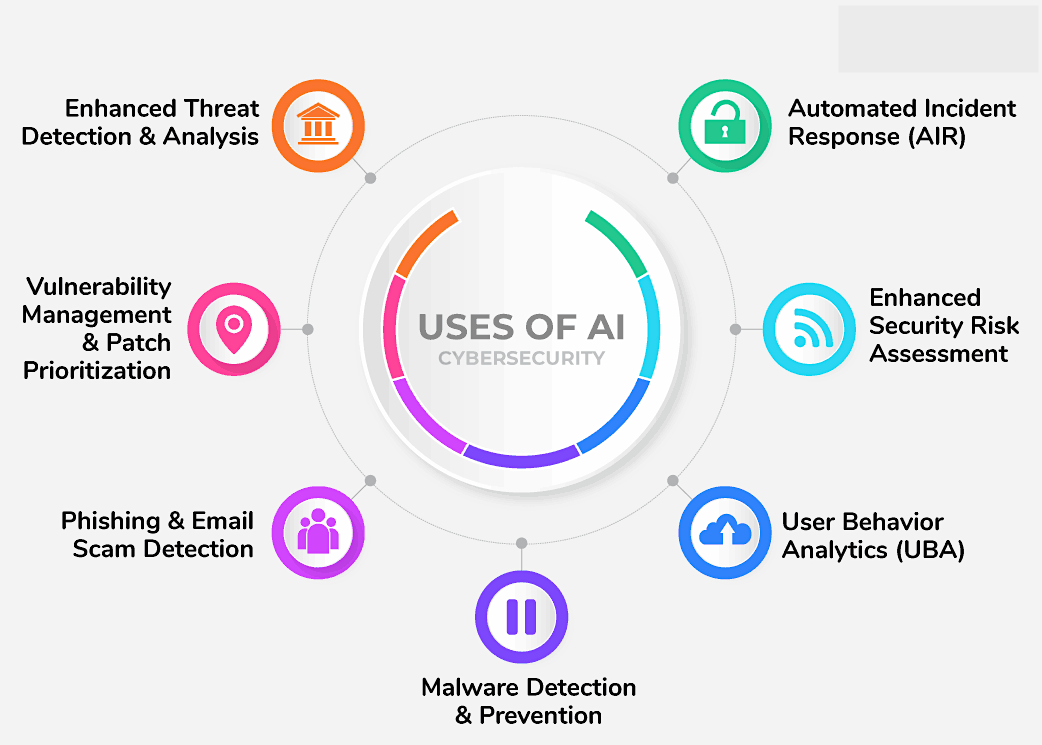 Enhanced Threat
Detection & Analysis
Automated Incident
Response (AIR)
Vulnerability
Management
& Patch
Prioritization
USES OF AI
CYBERSECURITY
Enhanced
Security Risk
Assessment
Phishing & Email
Scam Detection
User Behavior
Analytics (UBA)
Malware Detection
& Prevention